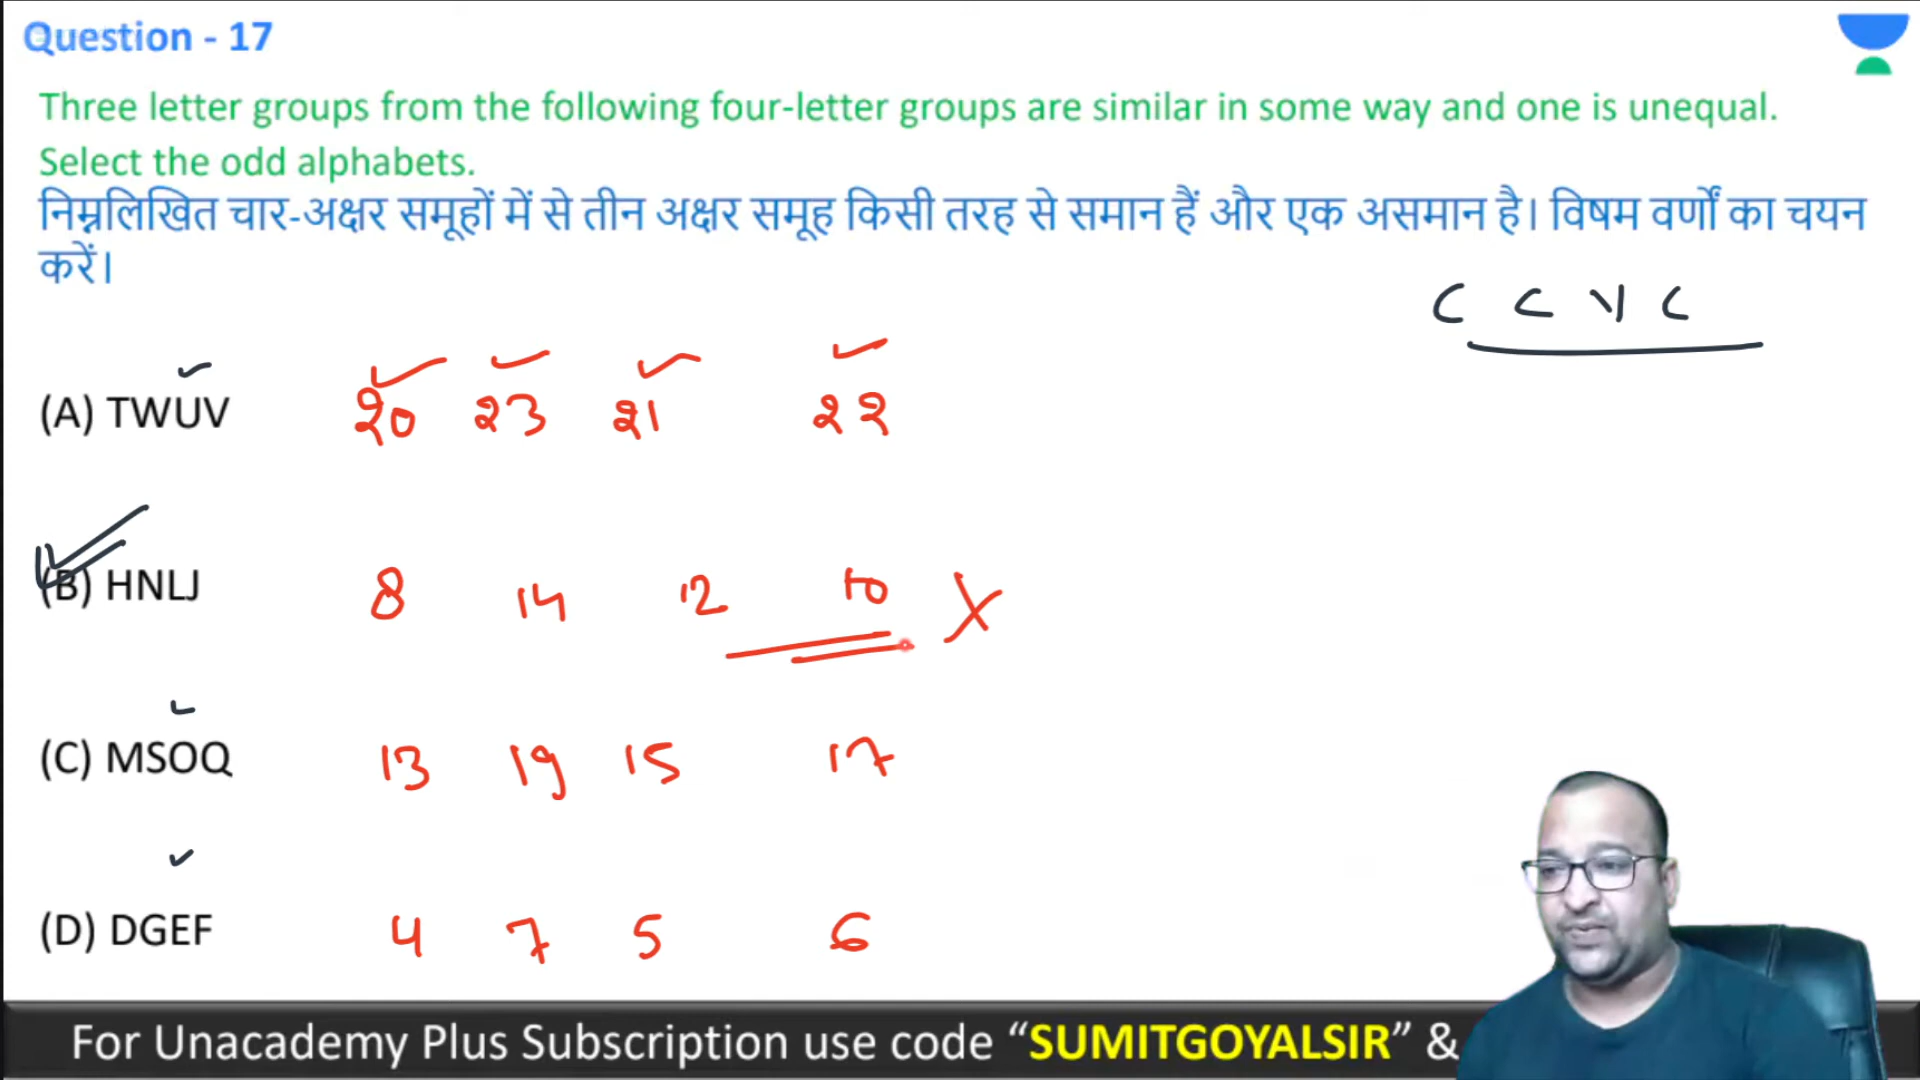 Question - 17
Three letter groups from the following four-letter groups are similar in some way and one is unequal.
Select the odd alphabets.
निम्नलिखित चार-अक्षर समूहों में से तीन अक्षर समूह किसी तरह से समान हैं और एक असमान है। विषम वर्णों का चयन
करें।
C C V C
(A) TWUV 20 23 21 22
(B) HNLJ 8 14 12 10 X
(C) MSOQ 13 19 15 17
(D) DGEF 4 7 5 6
For Unacademy Plus Subscription use code “SUMITGOYALSIR” &